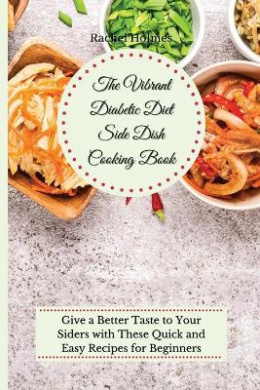 Rachel Holmes
The Vibrant
Diabetic Diet
Side Dish
Cooking Book
Give a Better Taste to Your
Siders with These Quick and
Easy Recipes for Beginners